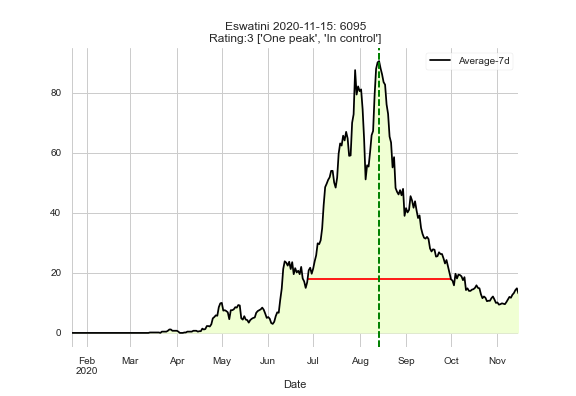 Eswatini 2020-11-15: 6095
Rating:3 ['One peak', 'In control']
Average-7d
80
60
40
20
0
Feb Mar Apr May Jun Jul Aug Sep Oct Nov
2020
Date